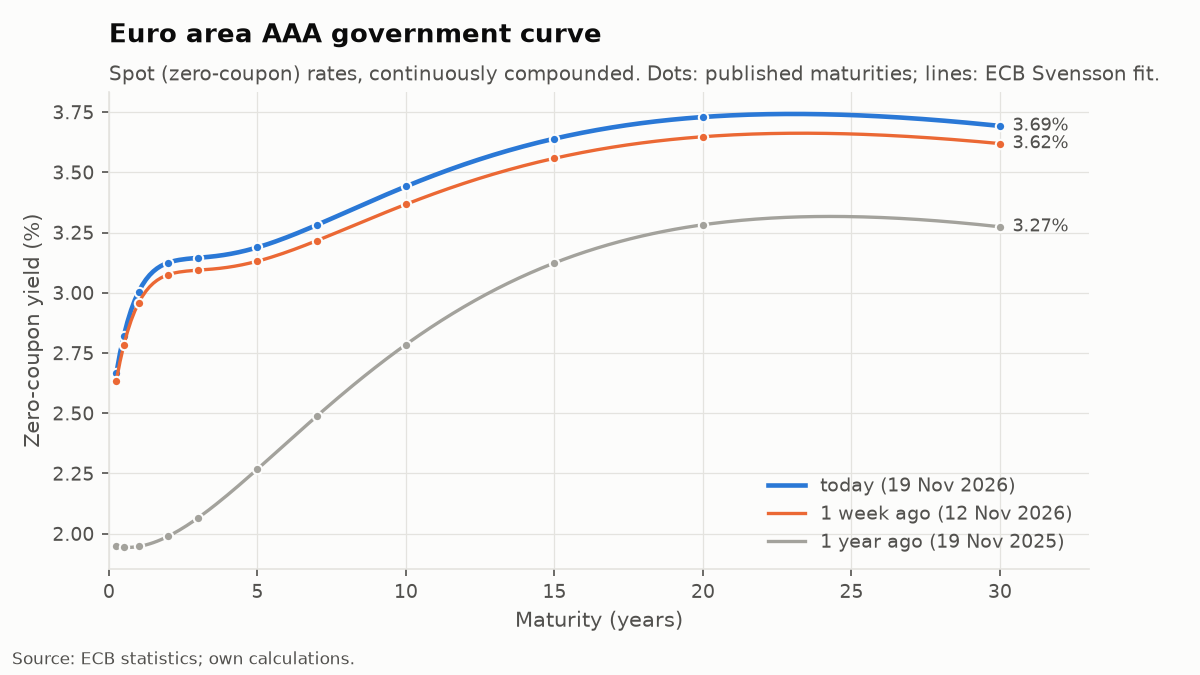 Euro area AAA government curve
Spot (zero-coupon) rates, continuously compounded. Dots: published maturities; lines: ECB Svensson fit.
Zero-coupon yield (%)
3.75
3.50
3.25
3.00
2.75
2.50
2.25
2.00
3.69%
3.62%
3.27%
today (19 Nov 2026)
1 week ago (12 Nov 2026)
1 year ago (19 Nov 2025)
0 5 10 15 20 25 30
Maturity (years)
Source: ECB statistics; own calculations.